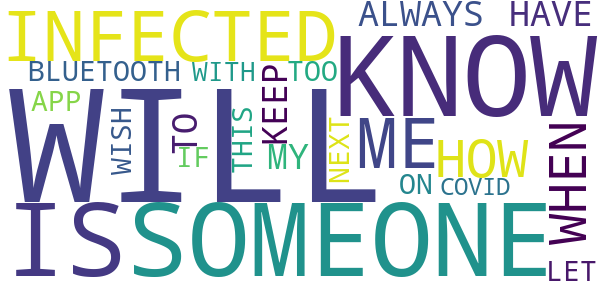 ALWAYS HAVE
INFECTED
KNOW
BLUETOOTH WITH TOO
APP
KEEP
TO
WILL
WISH
THIS
IF
MY
NEXT
ME
HOW
WHEN
ON COVID
IS SOMEONE
LET